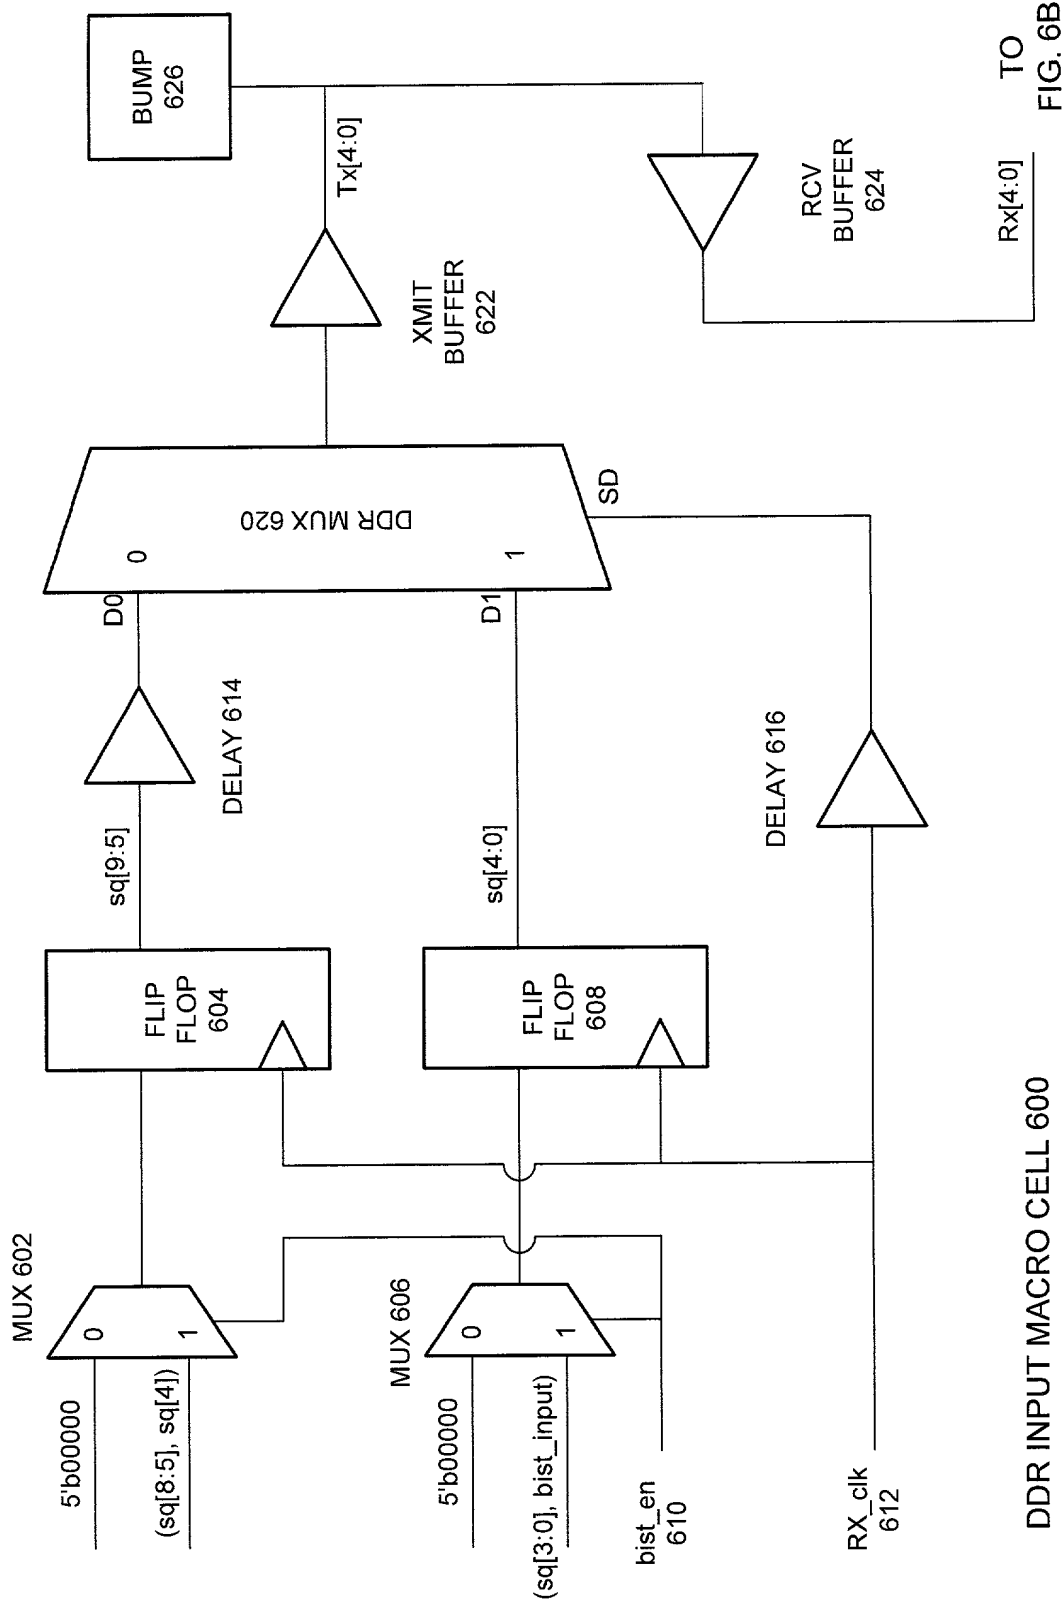 MUX 602
5'b00000
0
(sq[8:5], sq[4])
1
FLIP
FLOP
604
sq[9:5]
DELAY 614
D0
0
DDR MUX 620
D1
1
SD
MUX 606
5'b00000
0
(sq[3:0], bist_input)
1
FLIP
FLOP
608
sq[4:0]
bist_en
610
RX_clk
612
DELAY 616
XMIT
BUFFER
622
Tx[4:0]
BUMP
626
RCV
BUFFER
624
Rx[4:0]
TO
FIG. 6B
DDR INPUT MACRO CELL 600